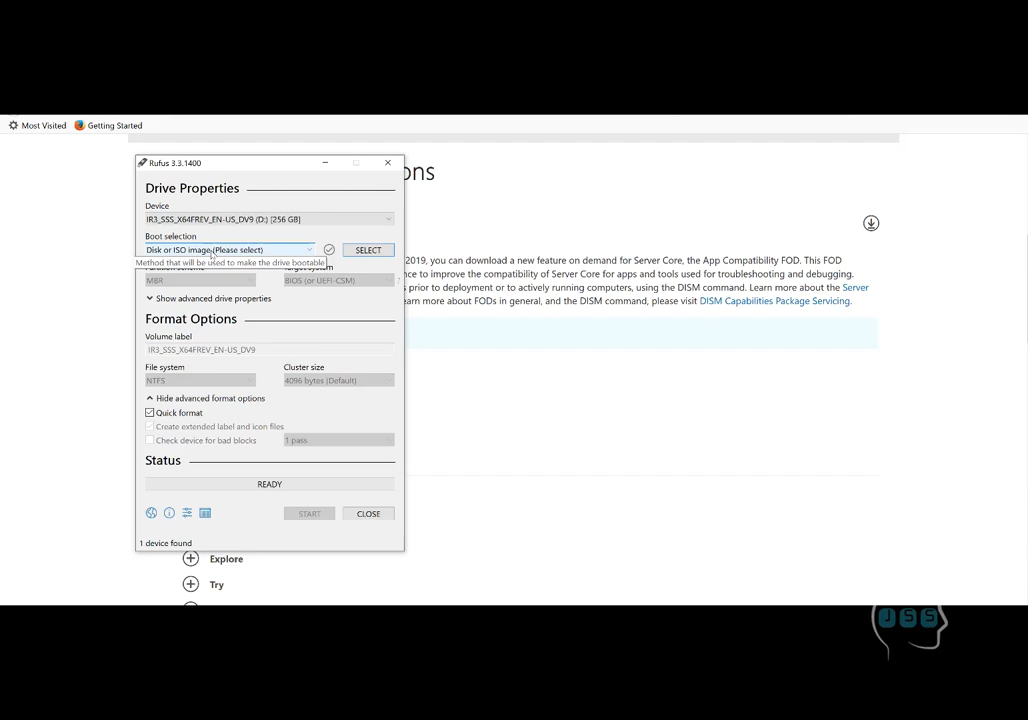 Most Visited Getting Started
ons
Rufus 3.3.1400
Drive Properties
Device
IR3_SSS_X64FREV_EN-US_DV9 (D:) [256 GB]
Boot selection
Disk or ISO image (Please select)
SELECT
Method that will be used to make the drive bootable
MBR
BIOS (or UEFI-CSM)
?
Show advanced drive properties
Format Options
Volume label
IR3_SSS_X64FREV_EN-US_DV9
File system
Cluster size
NTFS
4096 bytes (Default)
Hide advanced format options
Quick format
Create extended label and icon files
Check device for bad blocks
1 pass
Status
READY
START
CLOSE
1 device found
2019, you can download a new feature on demand for Server Core, the App Compatibility FOD. This FOD
nce to improve the compatibility of Server Core for apps and tools used for troubleshooting and debugging.
prior to deployment or to actively running computers, using the DISM command. Learn more about the Server
earn more about FODs in general, and the DISM command, please visit DISM Capabilities Package Servicing.
Explore
Try
JSS